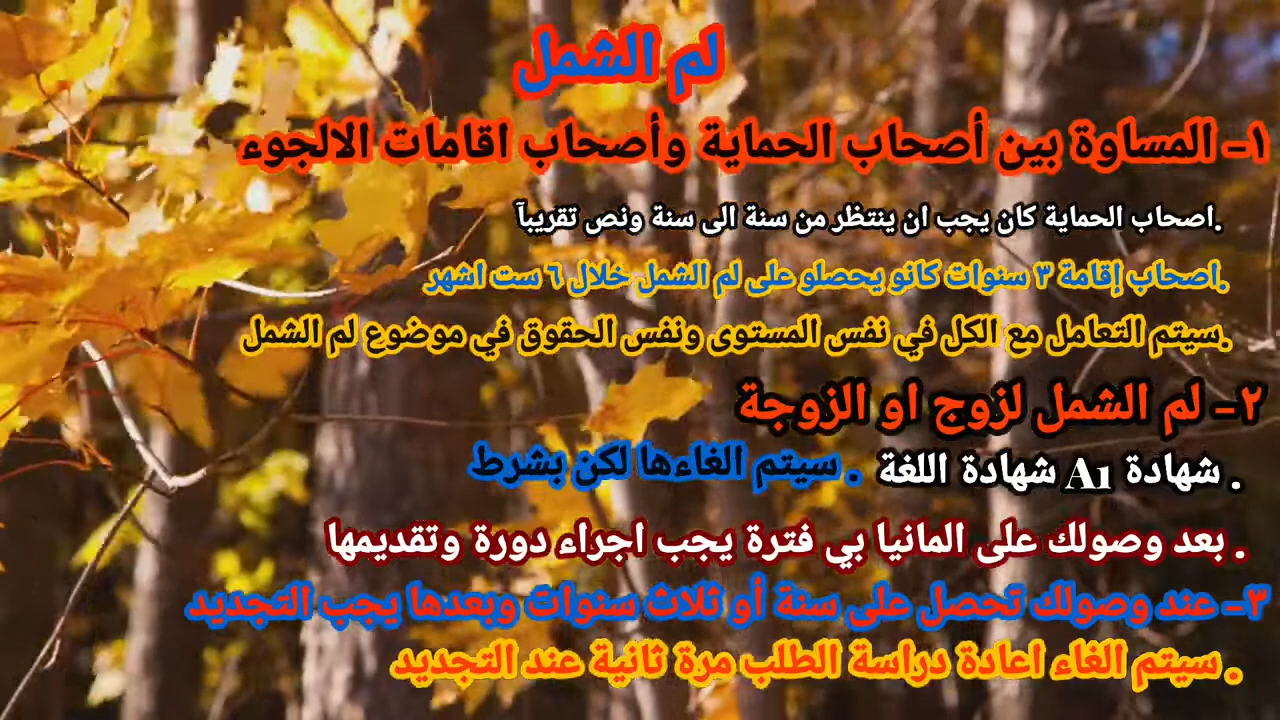 لم الشمل
١- المساوة بين أصحاب الحماية وأصحاب اقامات الالجوء
.اصحاب الحماية كان يجب ان ينتظر من سنة الى سنة ونص تقريبآ
.اصحاب إقامة ٣ سنوات كانو يحصلو على لم الشمل خلال ٦ ست اشهر
.سيتم التعامل مع الكل في نفس المستوى ونفس الحقوق في موضوع لم الشمل
٢- لم الشمل لزوج او الزوجة
. شهادة A1 شهادة اللغة . سيتم الغاءها لكن بشرط
. بعد وصولك على المانيا بي فترة يجب اجراء دورة وتقديمها
٣- عند وصولك تحصل على سنة أو ثلاث سنوات وبعدها يجب التجديد
. سيتم الغاء اعادة دراسة الطلب مرة ثانية عند التجديد